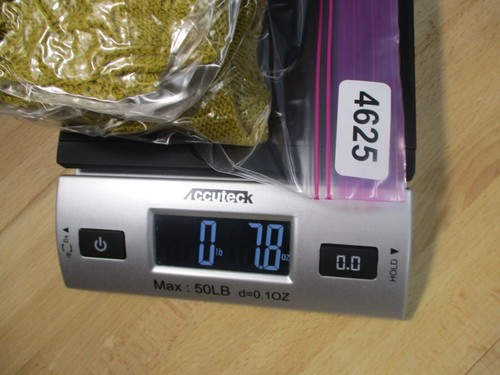 4625
Accuteck
0 lb 7.8 oz
0.0
HOLD
Max : 50LB d=0.1OZ